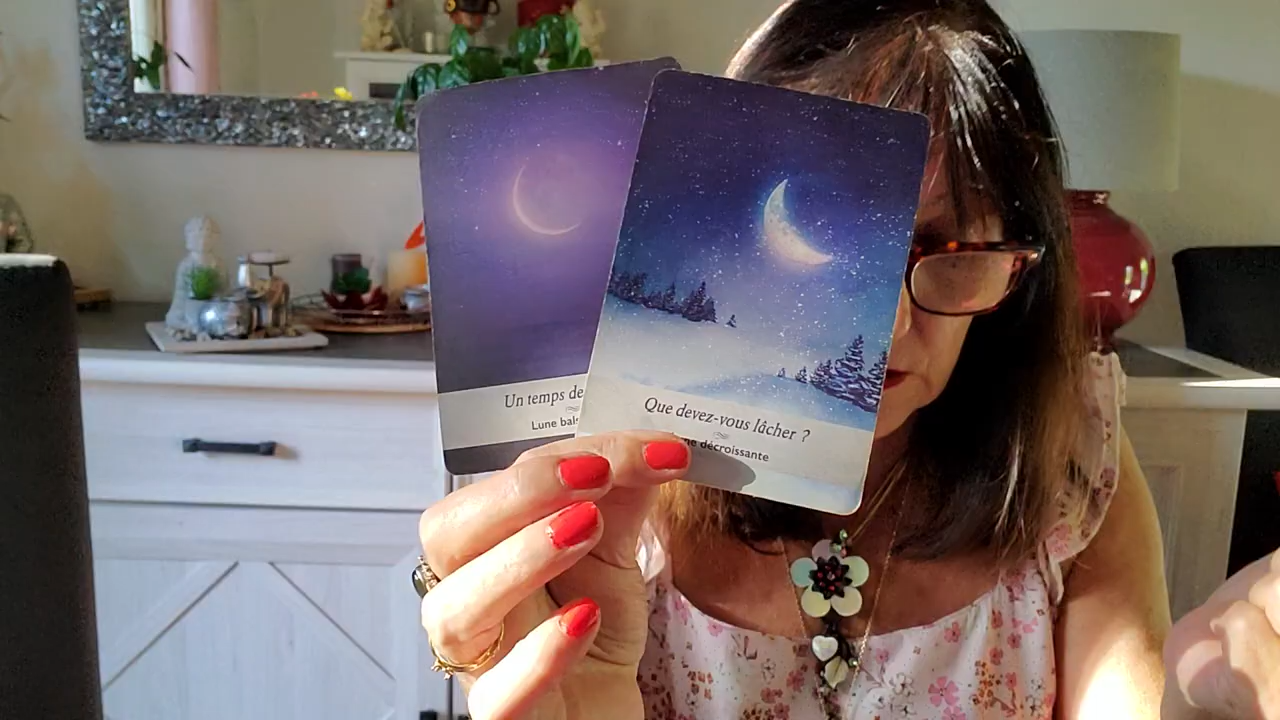 Un temps de
Lune bals
Que devez-vous lâcher ?
ne décroissante